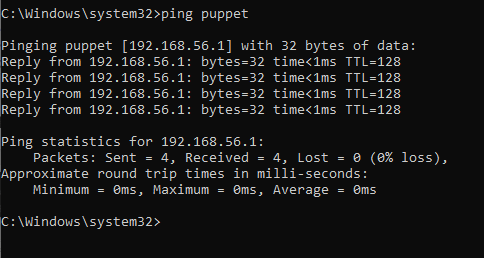 C:\Windows\system32>ping puppet
Pinging puppet [192.168.56.1] with 32 bytes of data:
Reply from 192.168.56.1: bytes=32 time<1ms TTL=128
Reply from 192.168.56.1: bytes=32 time<1ms TTL=128
Reply from 192.168.56.1: bytes=32 time<1ms TTL=128
Reply from 192.168.56.1: bytes=32 time<1ms TTL=128
Ping statistics for 192.168.56.1:
    Packets: Sent = 4, Received = 4, Lost = 0 (0% loss),
Approximate round trip times in milli-seconds:
    Minimum = 0ms, Maximum = 0ms, Average = 0ms
C:\Windows\system32>